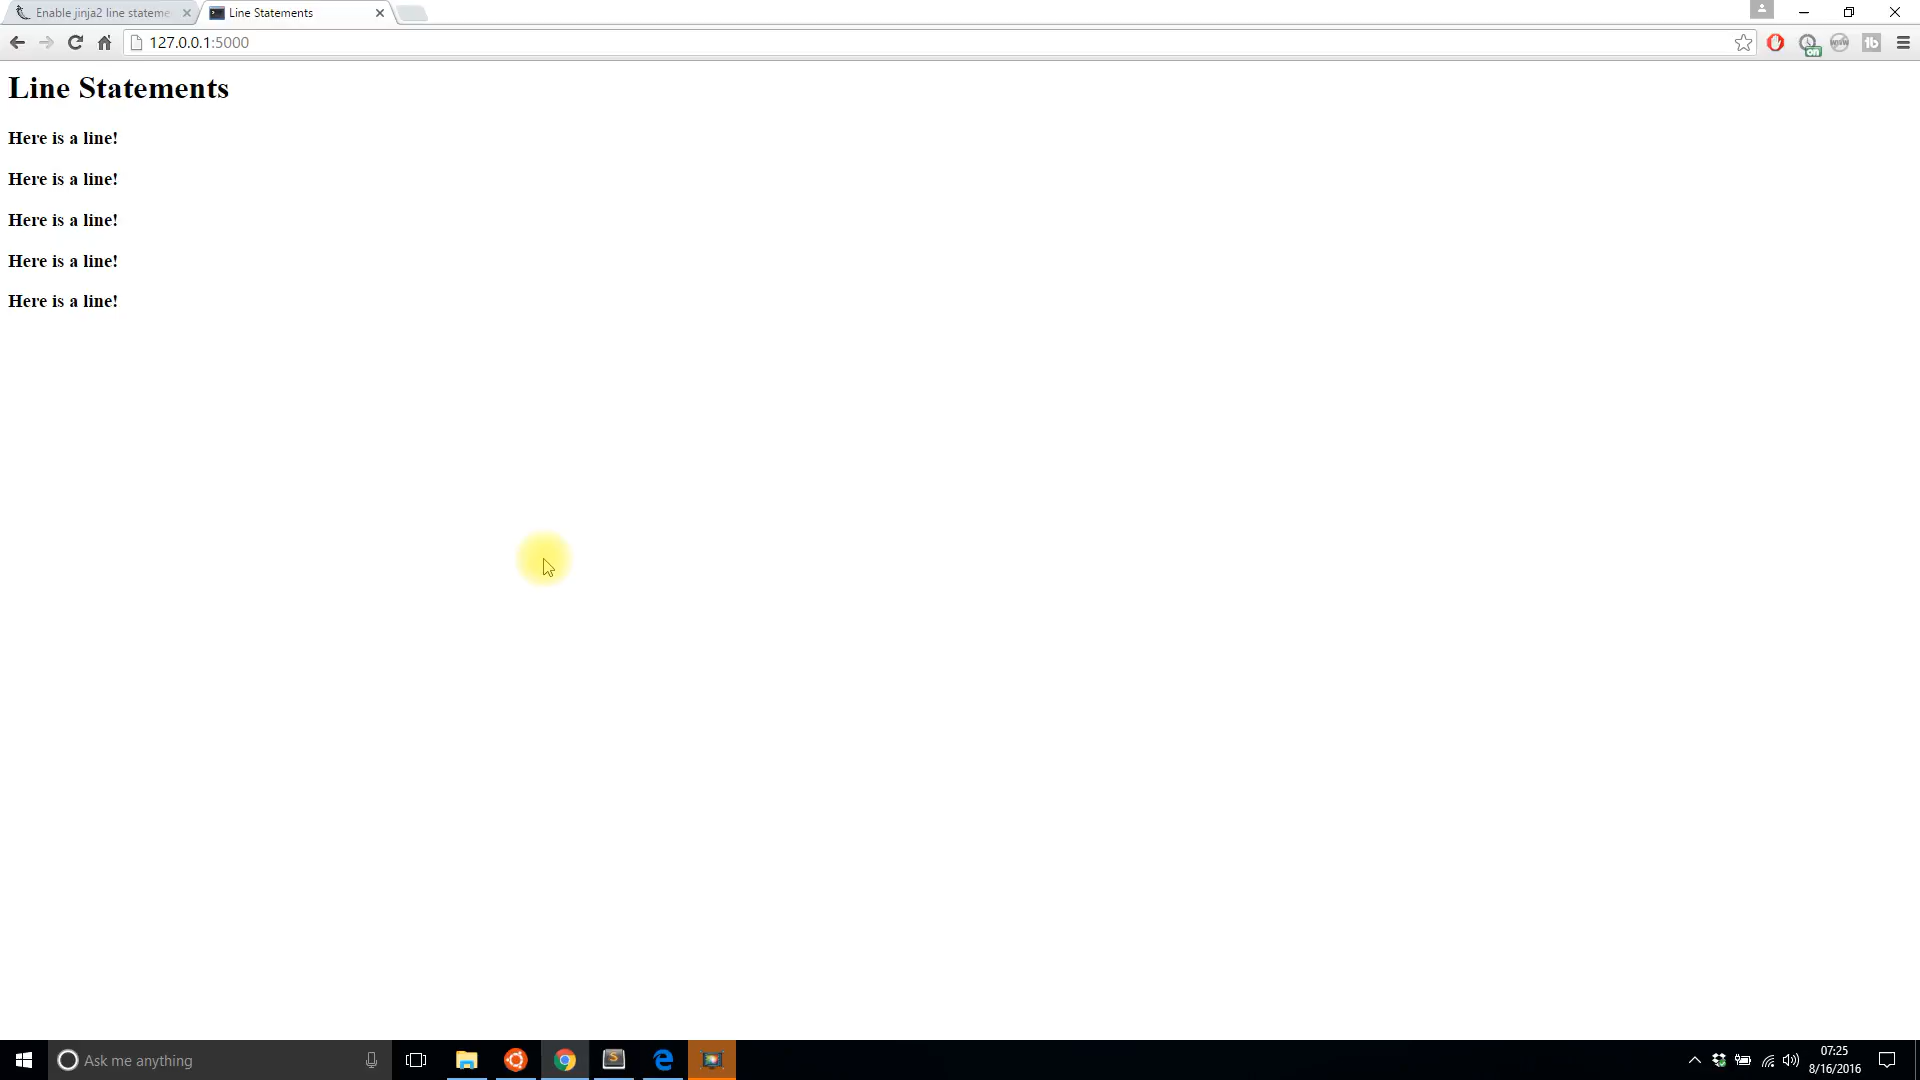 Enable jinja2 line stateme
Line Statements
127.0.0.1:5000
on
Line Statements
Here is a line!
Here is a line!
Here is a line!
Here is a line!
Here is a line!
Ask me anything
07:25
8/16/2016